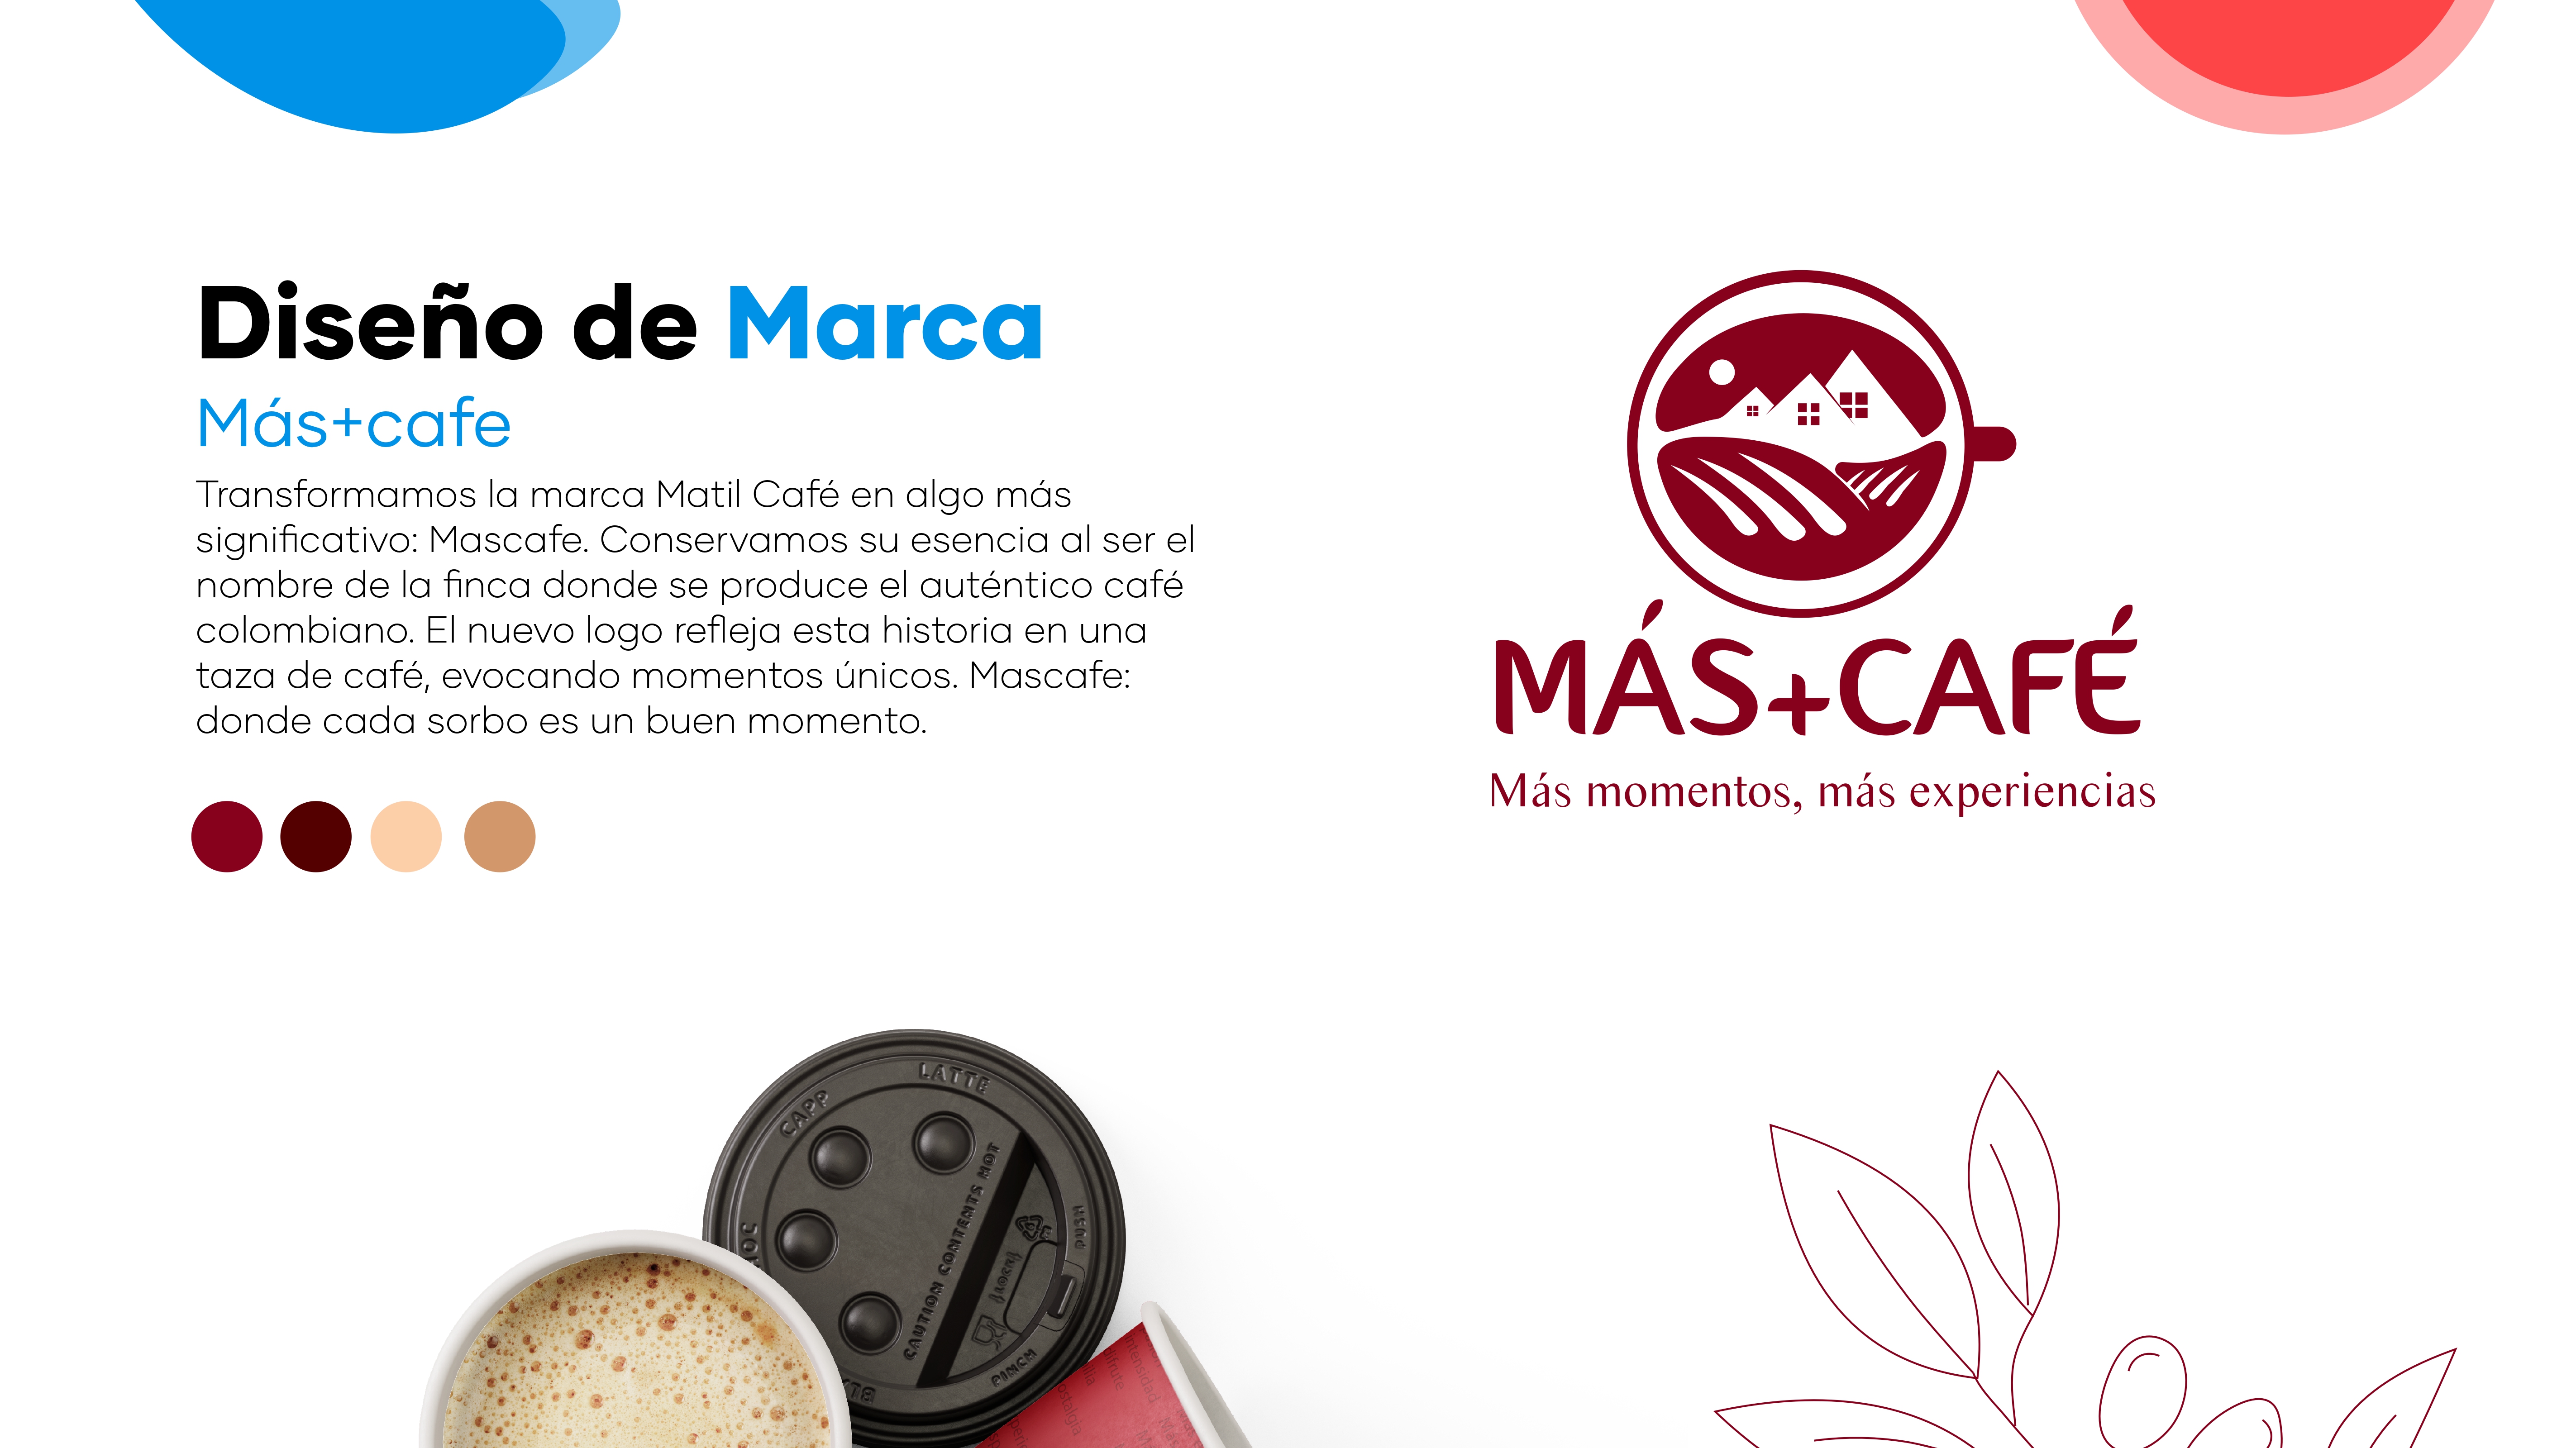 Diseño de Marca
Más+cafe
Transformamos la marca Matil Café en algo más
significativo: Mascafe. Conservamos su esencia al ser el
nombre de la finca donde se produce el auténtico café
colombiano. El nuevo logo refleja esta historia en una
taza de café, evocando momentos únicos. Mascafe:
donde cada sorbo es un buen momento.
MÁS+CAFÉ
Más momentos, más experiencias
LATTE
CAPP
CAUTION CONTENTS HOT
PUSH
PINCH
intensidad